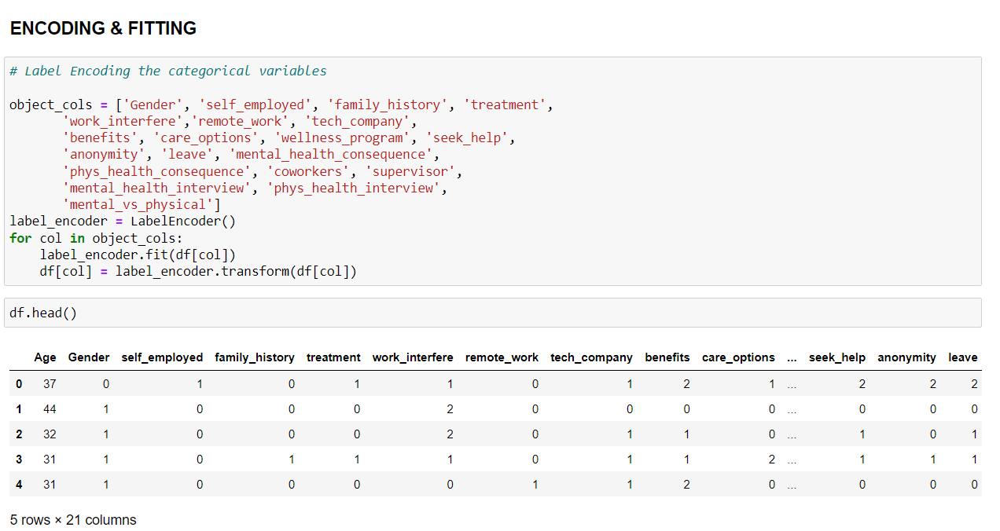 ENCODING & FITTING
# Label Encoding the categorical variables
object_cols = ['Gender', 'self_employed', 'family_history', 'treatment',
'work_interfere','remote_work', 'tech_company',
'benefits', 'care_options', 'wellness_program', 'seek_help',
'anonymity', 'leave', 'mental_health_consequence',
'phys_health_consequence', 'coworkers', 'supervisor',
'mental_health_interview', 'phys_health_interview',
'mental_vs_physical']
label_encoder = LabelEncoder()
for col in object_cols:
label_encoder.fit(df[col])
df[col] = label_encoder.transform(df[col])
df.head()
Age Gender self_employed family_history treatment work_interfere remote_work tech_company benefits care_options ... seek_help anonymity leave
0 37 0 1 0 1 1 0 1 2 1 ... 2 2 2
1 44 1 0 0 0 2 0 0 0 0 ... 0 0 0
2 32 1 0 0 0 2 0 1 1 0 ... 1 0 1
3 31 1 0 1 1 1 0 1 1 2 ... 1 1 1
4 31 1 0 0 0 0 1 1 2 0 ... 0 0 0
5 rows × 21 columns